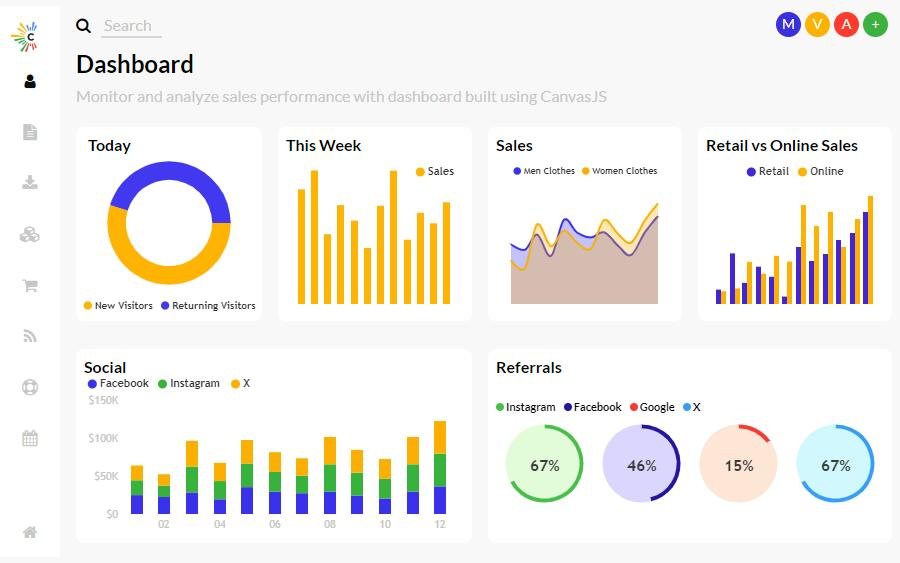 C
Search
M V A +
Dashboard
Monitor and analyze sales performance with dashboard built using CanvasJS
Today
New Visitors Returning Visitors
This Week
Sales
Sales
Men Clothes Women Clothes
Retail vs Online Sales
Retail Online
Social
Facebook Instagram X
$150K
$100K
$50K
$0
02 04 06 08 10 12
Referrals
Instagram Facebook Google X
67% 46% 15% 67%